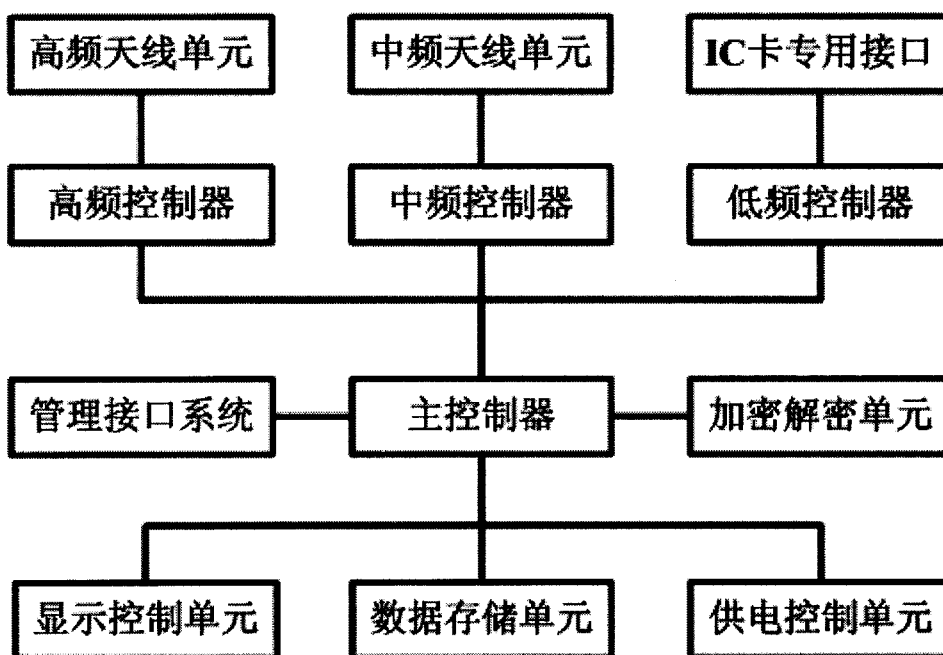 高频天线单元
中频天线单元
IC卡专用接口
高频控制器
中频控制器
低频控制器
管理接口系统
主控制器
加密解密单元
显示控制单元
数据存储单元
供电控制单元